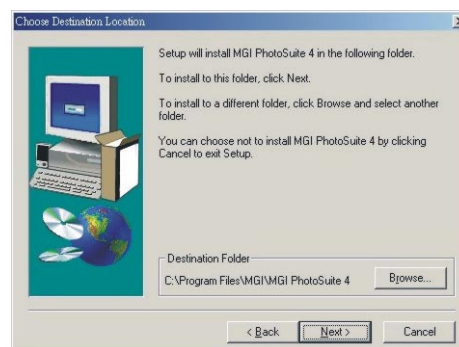 Choose Destination Location
Setup will install MGI PhotoSuite 4 in the following folder.
To install to this folder, click Next.
To install to a different folder, click Browse and select another
folder.
You can choose not to install MGI PhotoSuite 4 by clicking
Cancel to exit Setup.
Destination Folder
C:\Program Files\MGI\MGI PhotoSuite 4
Browse...
< Back
Next >
Cancel